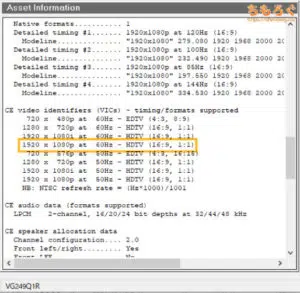 Asset Information
Native formats......... 1
Detailed timing #1....... 1920x1080p at 120Hz (16:9)
Modeline............... "1920x1080" 279.090 1920 1968 2000 20
Detailed timing #2....... 1920x1080p at 100Hz (16:9)
Modeline............... "1920x1080" 232.490 1920 1968 2000 20
Detailed timing #3....... 1920x1080p at
Modeline............... "1920x1080" 197.550 1920 1968 2000 20
Detailed timing #4....... 1920x1080p at 144Hz (16:9)
Modeline............... "1920x1080" 334.530 1920 1968 2000 20
CE video identifiers (VICs) - timing/formats supported
720 x 480p at 60Hz - EDTV (4:3, 8:9)
1280 x 720p at 60Hz - HDTV (16:9, 1:1)
1920 x 1080i at 60Hz - HDTV (16:9, 1:1)
1920 x 1080p at 60Hz - HDTV (16:9, 1:1)
720 x 576p at 50Hz - EDTV (4:3, 16:15)
1280 x 720p at 50Hz - HDTV (16:9, 1:1)
1920 x 1080i at 50Hz - HDTV (16:9, 1:1)
1920 x 1080p at 50Hz - HDTV (16:9, 1:1)
NB: NTSC refresh rate = (Hz*1000)/1001
CE audio data (formats supported)
LPCM 2-channel, 16/20/24 bit depths at 32/44/48 kHz
CE speaker allocation data
Channel configuration.... 2.0
Front left/right......... Yes
Front LFE................ No
VG249Q1R